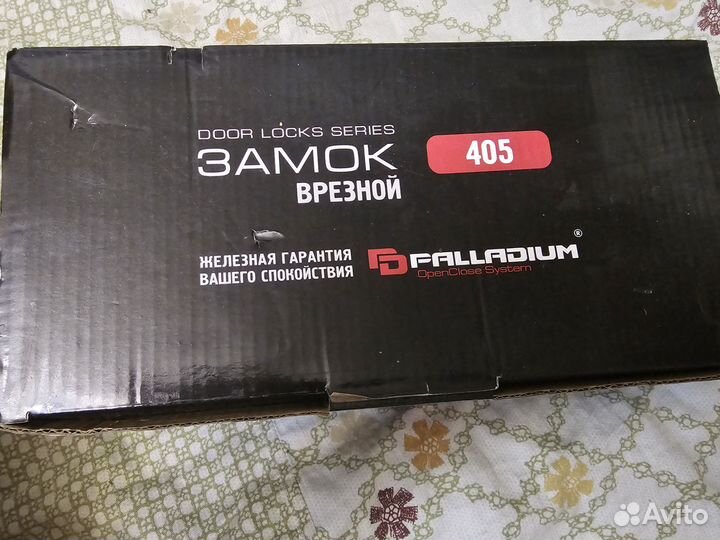 DOOR LOCKS SERIES
ЗАМОК
ВРЕЗНОЙ
405
ЖЕЛЕЗНАЯ ГАРАНТИЯ
ВАШЕГО СПОКОЙСТВИЯ
PALLADIUM®
OpenClose System
Avito